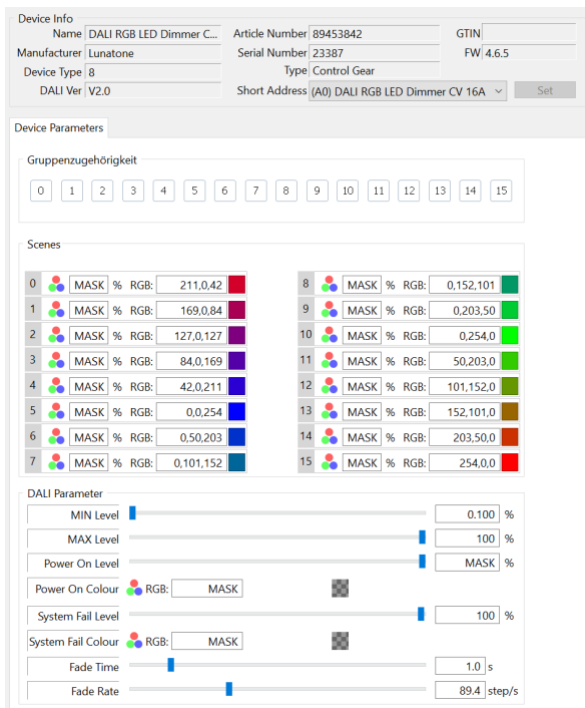 Device Info
Name DALI RGB LED Dimmer C... Article Number 89453842 GTIN
Manufacturer Lunatone Serial Number 23387 FW 4.6.5
Device Type 8 Type Control Gear
DALI Ver V2.0 Short Address (A0) DALI RGB LED Dimmer CV 16A Set
Device Parameters
Gruppenzugehörigkeit
0 1 2 3 4 5 6 7 8 9 10 11 12 13 14 15
Scenes
0 MASK % RGB: 211,0,42 8 MASK % RGB: 0,152,101
1 MASK % RGB: 169,0,84 9 MASK % RGB: 0,203,50
2 MASK % RGB: 127,0,127 10 MASK % RGB: 0,254,0
3 MASK % RGB: 84,0,169 11 MASK % RGB: 50,203,0
4 MASK % RGB: 42,0,211 12 MASK % RGB: 101,152,0
5 MASK % RGB: 0,0,254 13 MASK % RGB: 152,101,0
6 MASK % RGB: 0,50,203 14 MASK % RGB: 203,50,0
7 MASK % RGB: 0,101,152 15 MASK % RGB: 254,0,0
DALI Parameter
MIN Level 0.100 %
MAX Level 100 %
Power On Level MASK %
Power On Colour RGB: MASK
System Fail Level 100 %
System Fail Colour RGB: MASK
Fade Time 1.0 s
Fade Rate 89.4 step/s